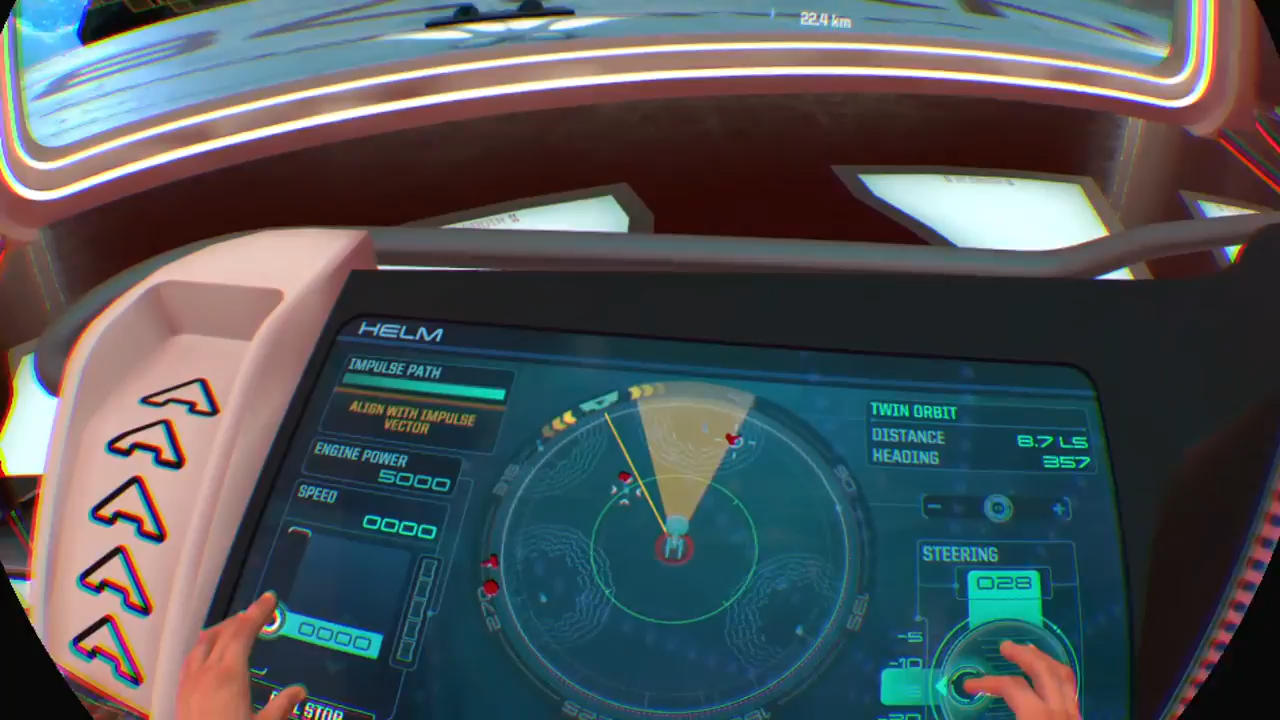 22.4 km
HELM
IMPULSE PATH
ALIGN WITH IMPULSE
VECTOR
ENGINE POWER
5000
SPEED
0000
0000
TWIN ORBIT
DISTANCE 8.7 LS
HEADING 357
STEERING
028
-5
-10